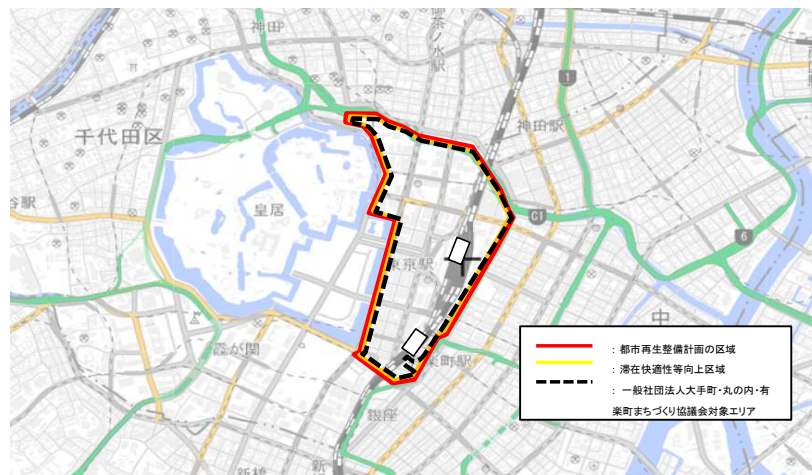 神田
御茶ノ水駅
1
神田駅
千代田区
皇居
谷駅
C1
6
東京駅
中
霞が関
楽町駅
銀座
新橋
新
：都市再生整備計画の区域
：滞在快適性等向上区域
： 一般社団法人大手町・丸の内・有
楽町まちづくり協議会対象エリア